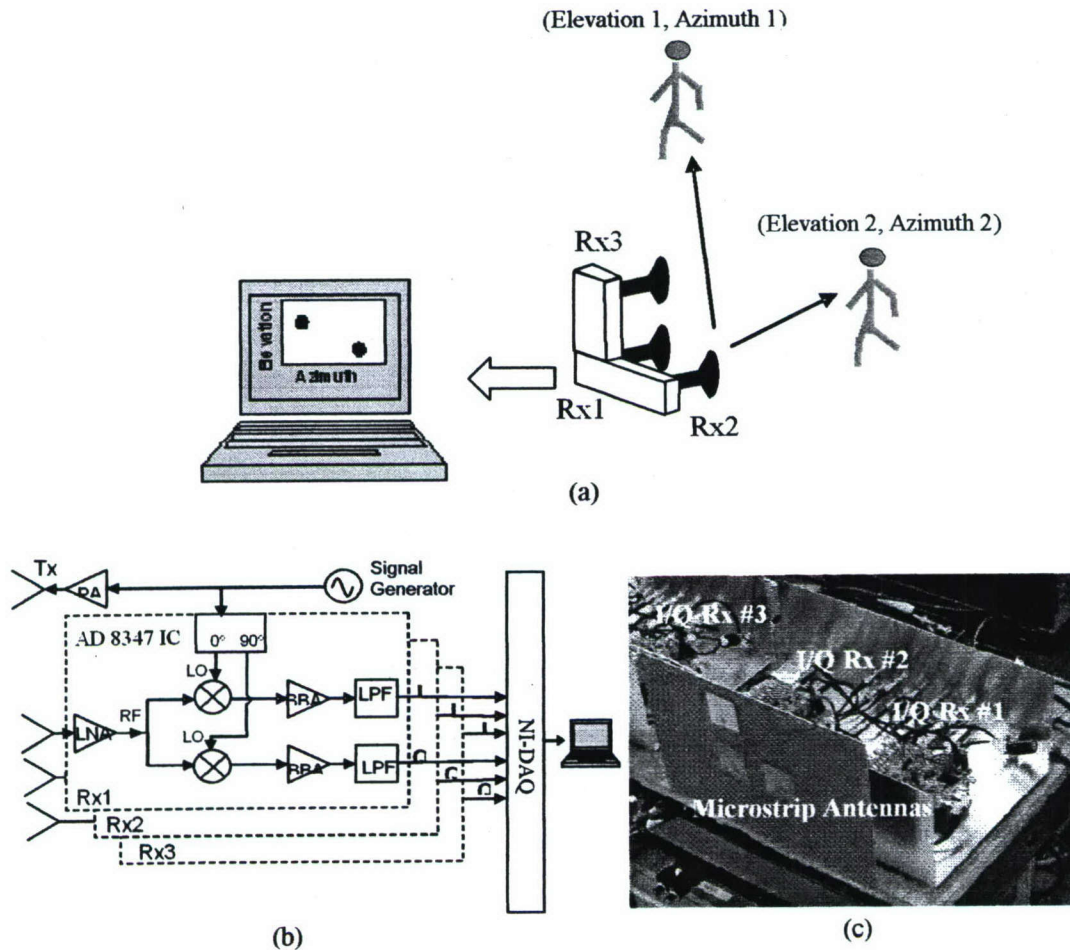 (Elevation 1, Azimuth 1)
(Elevation 2, Azimuth 2)
Rx3
Elevation
Azimuth
Rx1
Rx2
(a)
Tx
PA
Signal
Generator
AD 8347 IC
0° 90°
LO
RF
LNA
BBA
LPF
I
I
I
LO
BBA
LPF
Q
Q
Q
NI-DAQ
Rx1
Rx2
Rx3
(b)
I/Q Rx #3
I/Q Rx #2
I/Q Rx #1
Microstrip Antennas
(c)